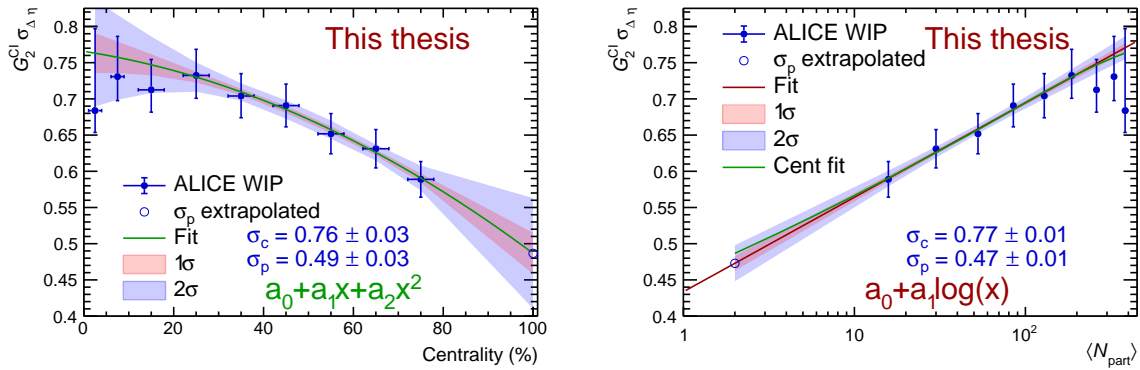 G₂^CI σ_Δη
0.8
0.75
0.7
0.65
0.6
0.55
0.5
0.45
0.4
This thesis
ALICE WIP
σ_p extrapolated
Fit
1σ
2σ
σ_c = 0.76 ± 0.03
σ_p = 0.49 ± 0.03
a₀+a₁x+a₂x²
0 20 40 60 80 100
Centrality (%)
G₂^CI σ_Δη
0.8
0.75
0.7
0.65
0.6
0.55
0.5
0.45
0.4
This thesis
ALICE WIP
σ_p extrapolated
Fit
1σ
2σ
Cent fit
σ_c = 0.77 ± 0.01
σ_p = 0.47 ± 0.01
a₀+a₁log(x)
1 10 10²
⟨N_part⟩